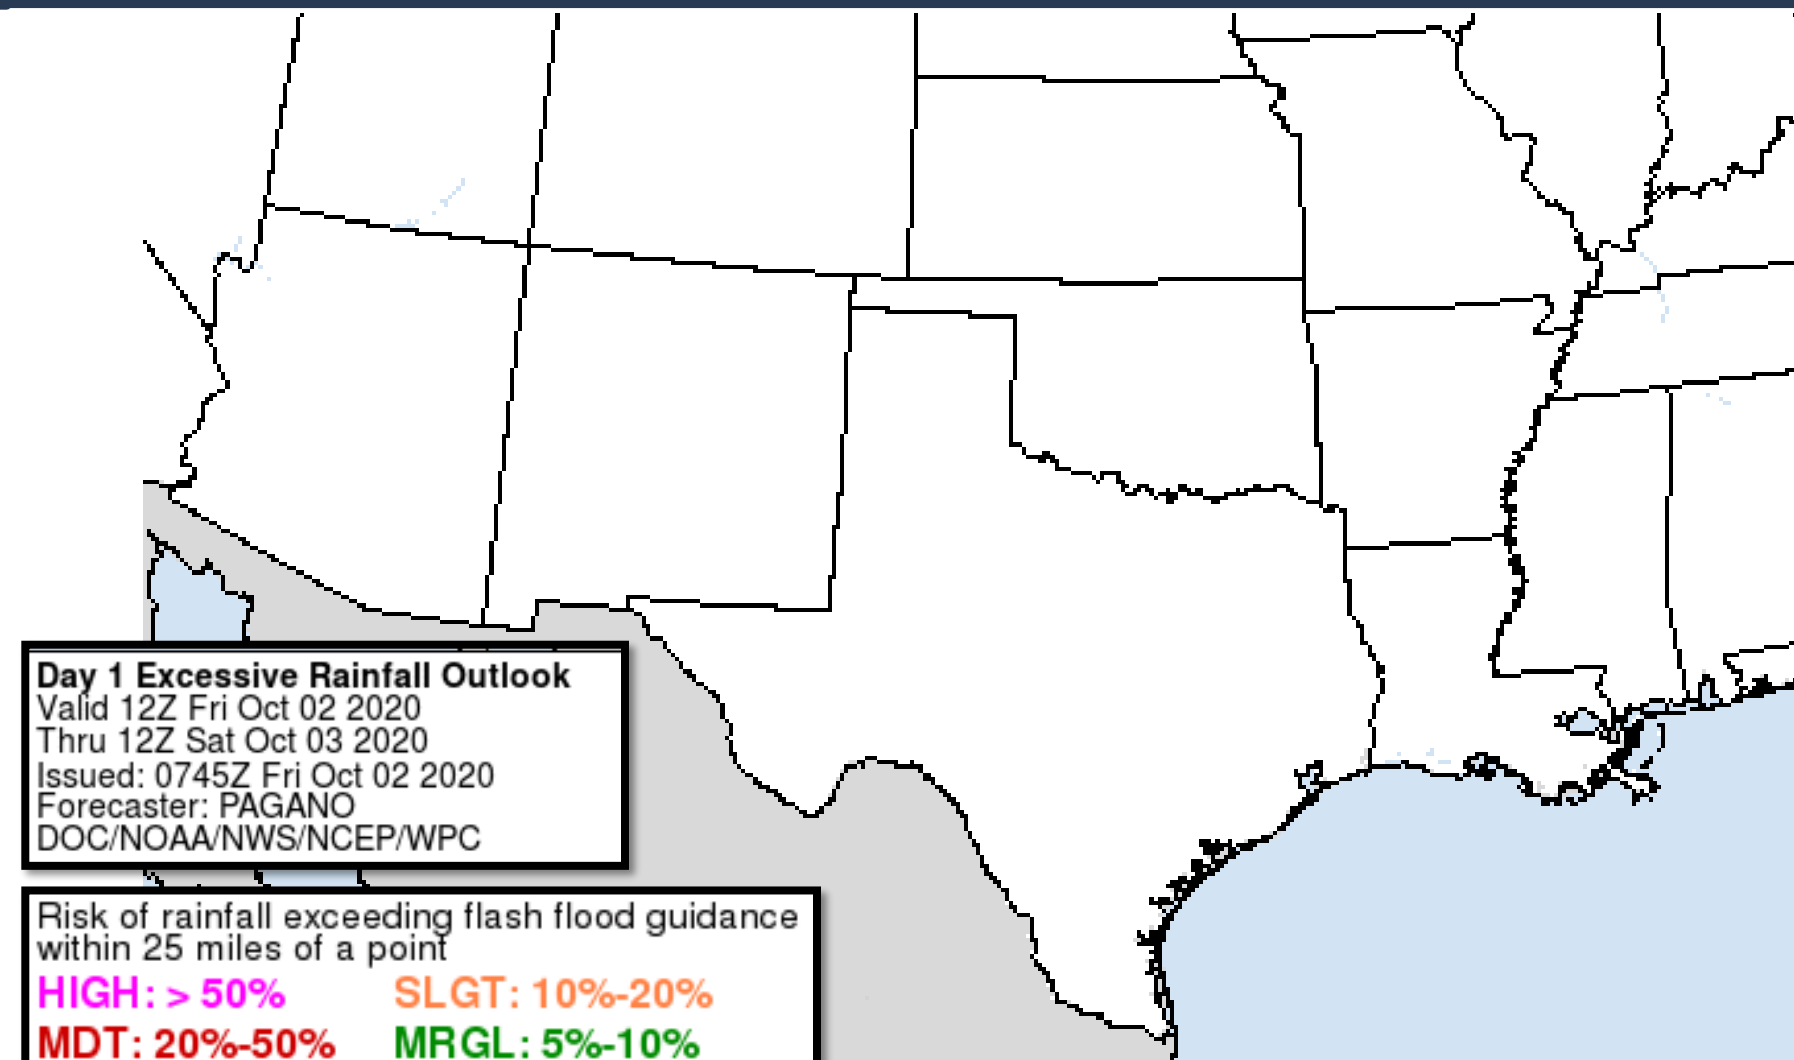 Day 1 Excessive Rainfall Outlook
Valid 12Z Fri Oct 02 2020
Thru 12Z Sat Oct 03 2020
Issued: 0745Z Fri Oct 02 2020
Forecaster: PAGANO
DOC/NOAA/NWS/NCEP/WPC
Risk of rainfall exceeding flash flood guidance
within 25 miles of a point
HIGH: > 50% SLGT: 10%-20%
MDT: 20%-50% MRGL: 5%-10%